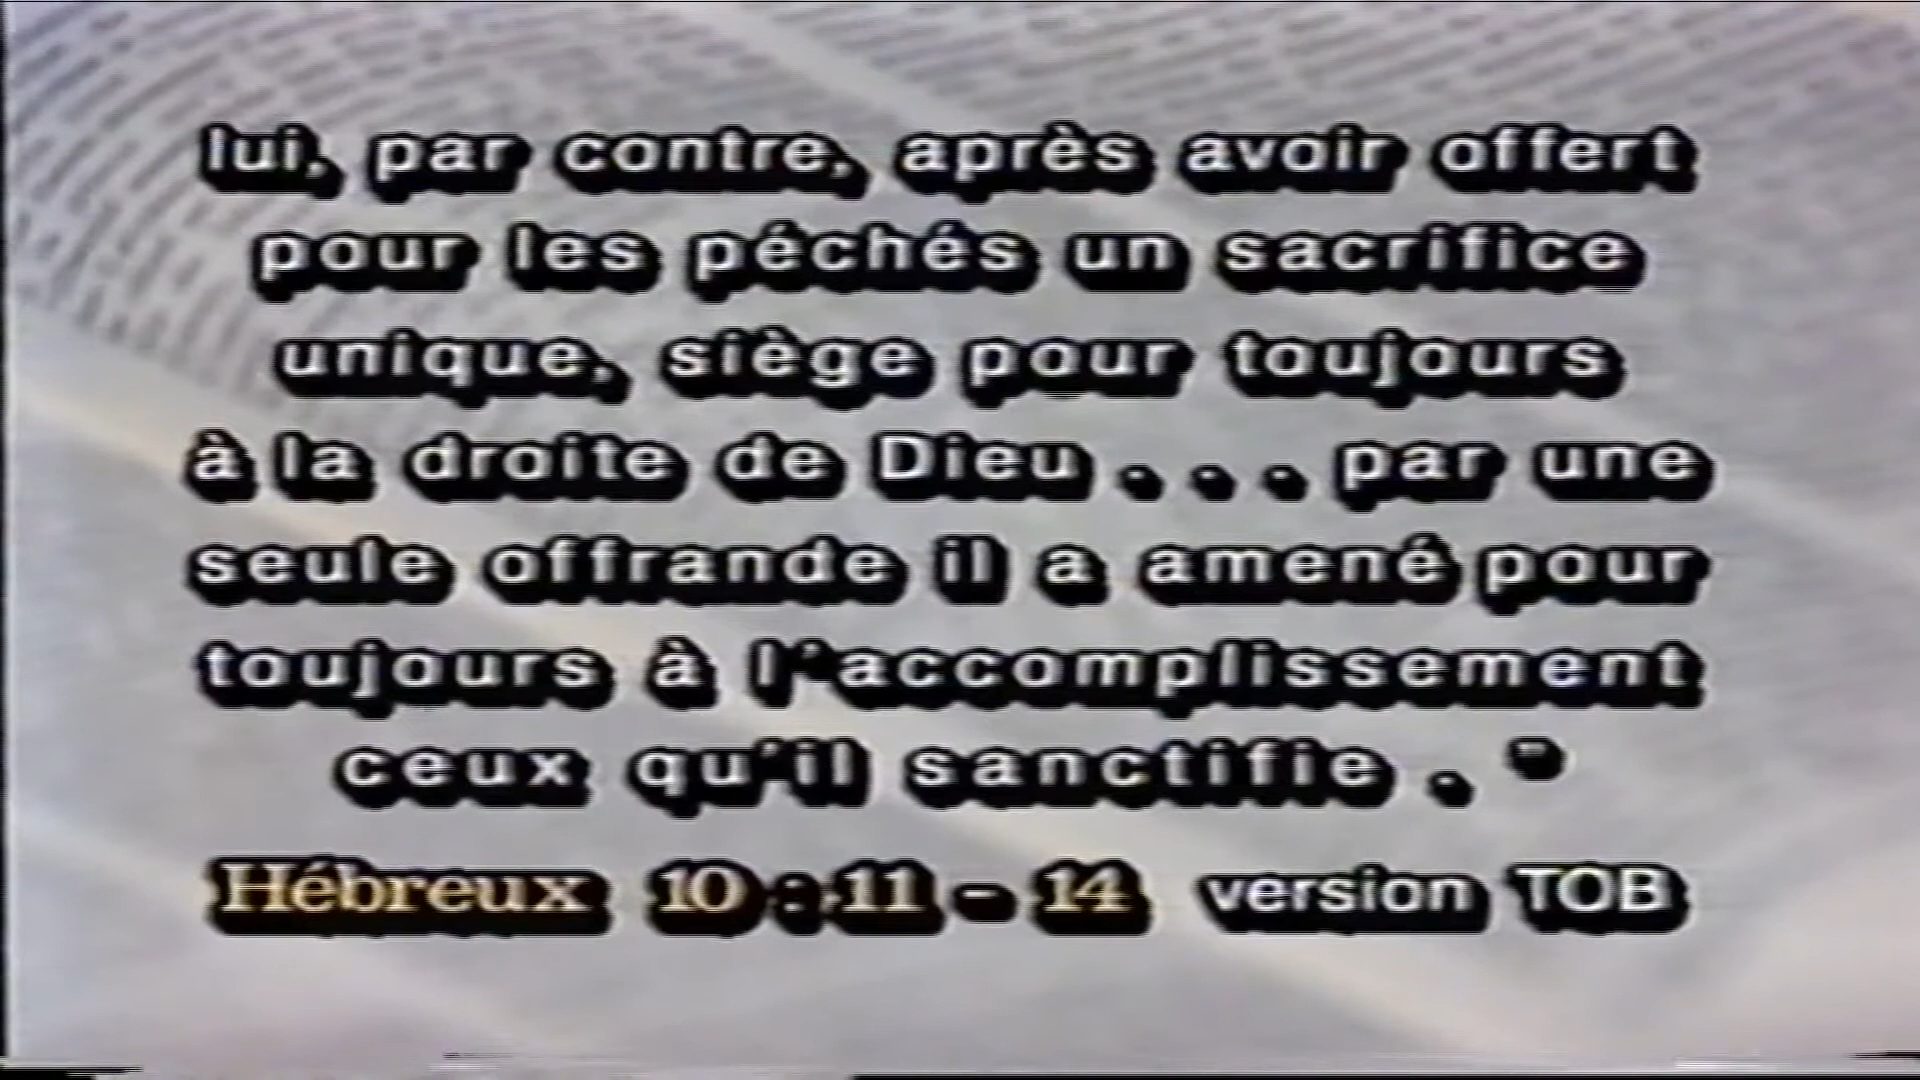 lui, par contre, après avoir offert
pour les péchés un sacrifice
unique, siège pour toujours
à la droite de Dieu . . . par une
seule offrande il a amené pour
toujours à l'accomplissement
ceux qu'il sanctifie . "
Hébreux 10 : 11 - 14 version TOB